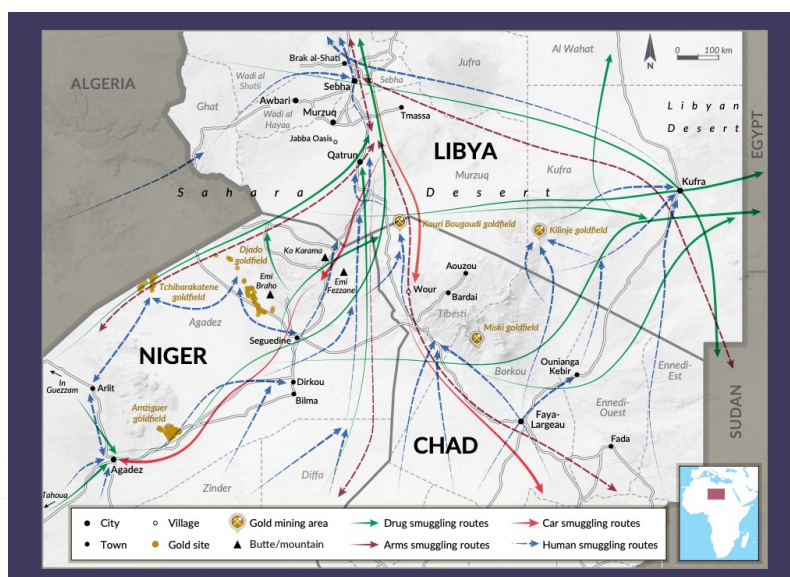 Brak al-Shati
Al Wahat
Jufra
N
0 100 km
ALGERIA
Wadi al
Shatii
Sebha
Sebha
Ghat
Awbari
Wadi al
Hayaa
Murzuq
Tmassa
Libyan
Desert
Jabba Oasis
Qatrun
LIBYA
EGYPT
Murzuq
Kufra
Kufra
Sahara Desert
Kouri Bougoudi goldfield
Kilinje goldfield
Djado
goldfield
Ko Karama
Emi
Braho
Emi
Fezzane
Aouzou
Tchibarakatene
goldfield
Wour
Bardai
Tibesti
Agadez
Miski goldfield
Seguedine
NIGER
Borkou
Ounianga
Kebir
Ennedi-
Est
In
Guezzam
Arlit
Dirkou
Bilma
Amziguer
goldfield
Ennedi-
Ouest
SUDAN
Faya-
Largeau
CHAD
Fada
Agadez
Diffa
Zinder
Tahoua
City
Village
Gold mining area
Drug smuggling routes
Car smuggling routes
Town
Gold site
Butte/mountain
Arms smuggling routes
Human smuggling routes